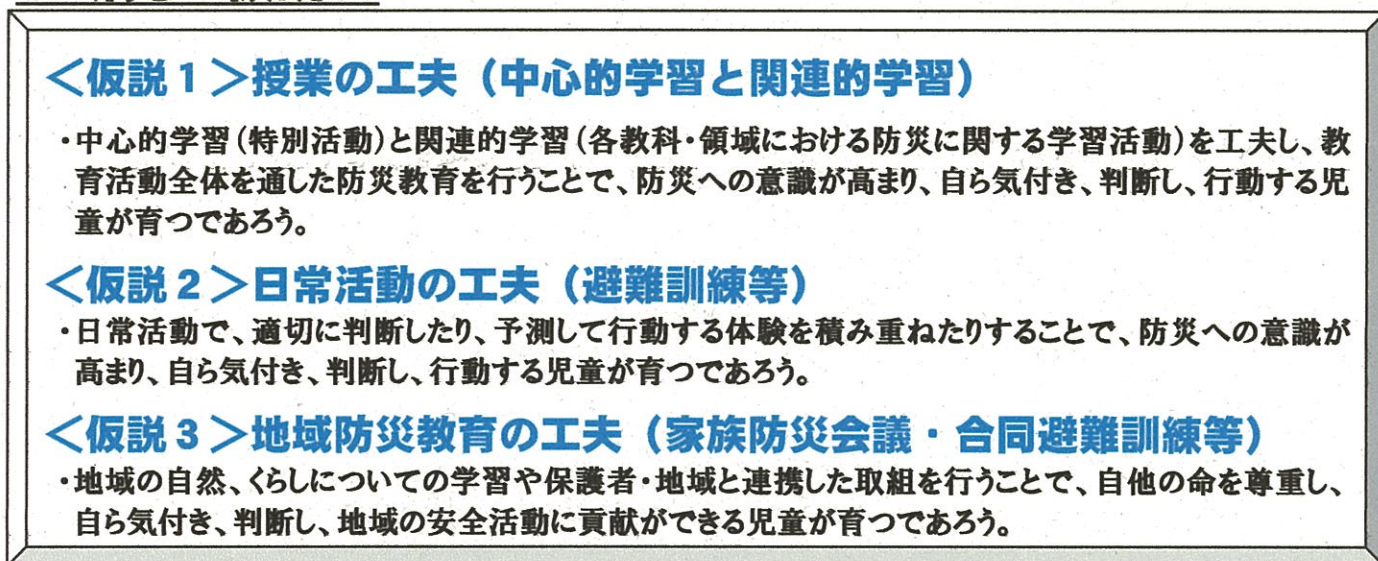 ＜仮説１＞授業の工夫（中心的学習と関連的学習）
・中心的学習（特別活動）と関連的学習（各教科・領域における防災に関する学習活動）を工夫し、教
育活動全体を通した防災教育を行うことで、防災への意識が高まり、自ら気付き、判断し、行動する児
童が育つであろう。
＜仮説２＞日常活動の工夫（避難訓練等）
・日常活動で、適切に判断したり、予測して行動する体験を積み重ねたりすることで、防災への意識が
高まり、自ら気付き、判断し、行動する児童が育つであろう。
＜仮説３＞地域防災教育の工夫（家族防災会議・合同避難訓練等）
・地域の自然、くらしについての学習や保護者・地域と連携した取組を行うことで、自他の命を尊重し、
自ら気付き、判断し、地域の安全活動に貢献ができる児童が育つであろう。